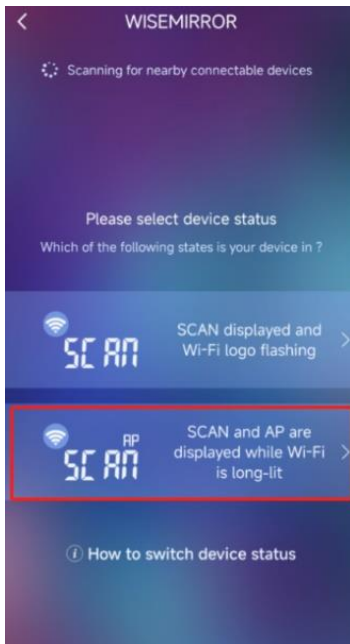 WISEMIRROR
Scanning for nearby connectable devices
Please select device status
Which of the following states is your device in ?
SCAN
SCAN displayed and
Wi-Fi logo flashing
AP
SCAN
SCAN and AP are
displayed while Wi-Fi
is long-lit
How to switch device status